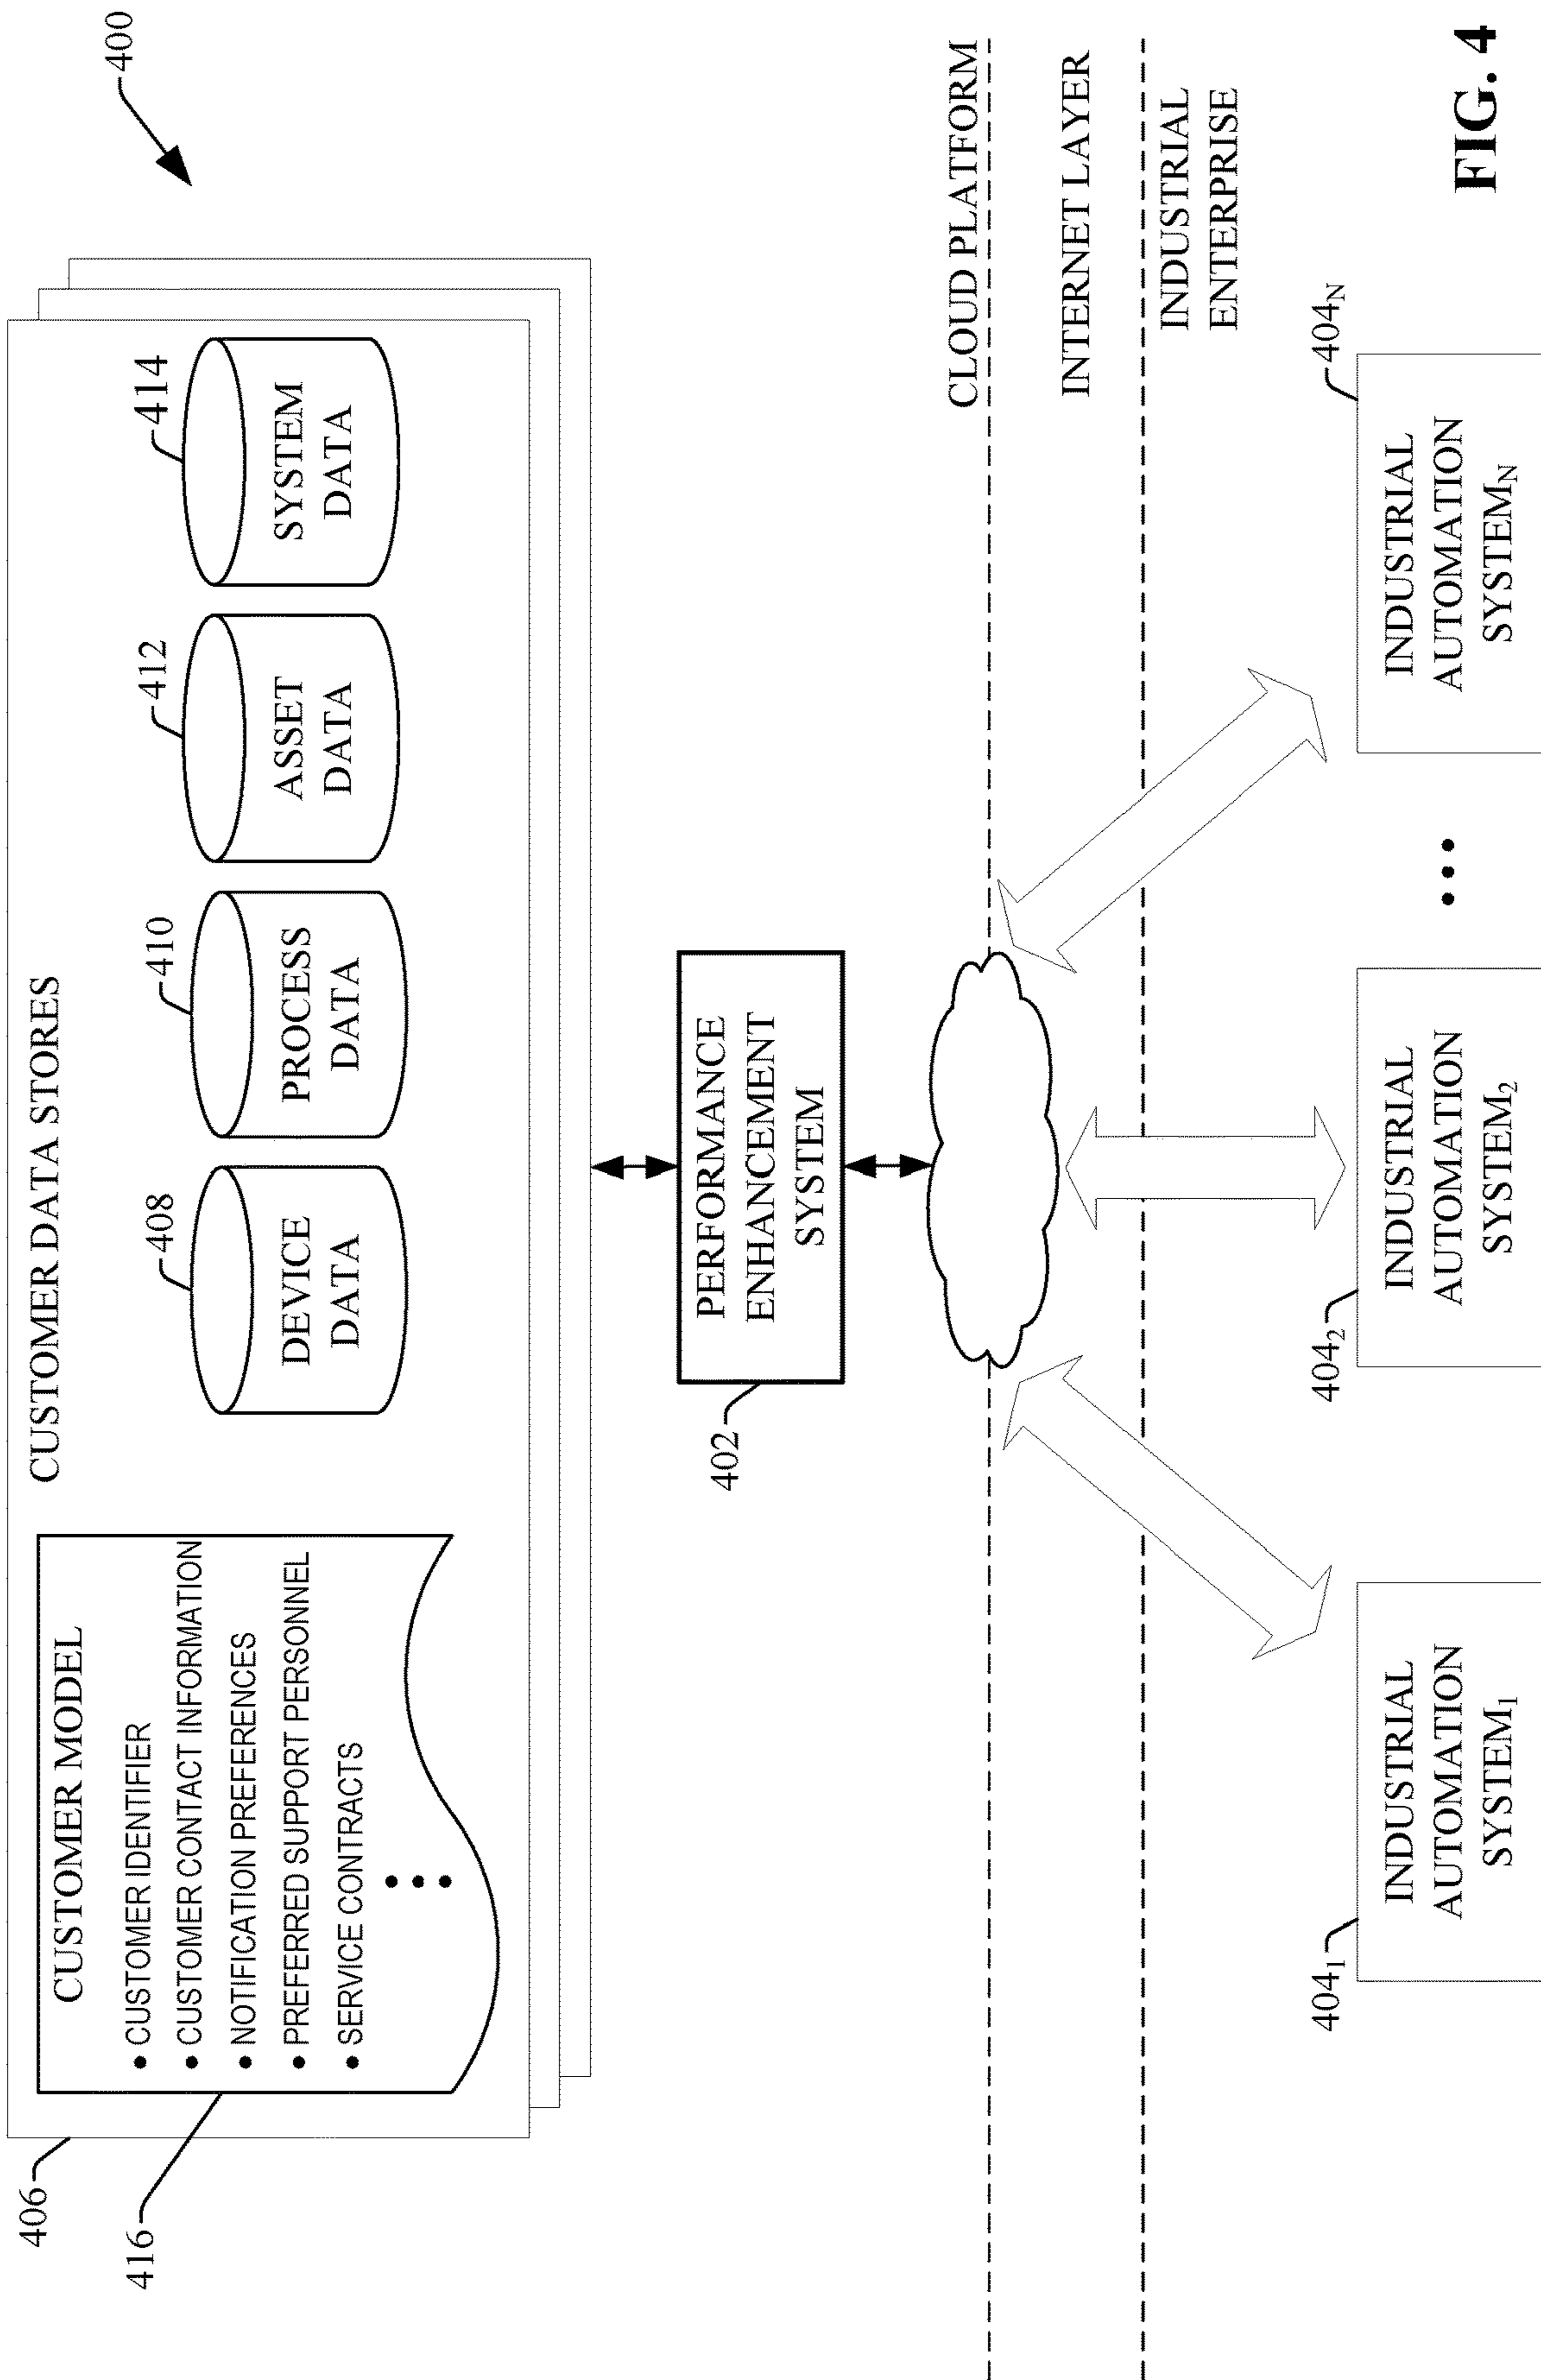 400
CUSTOMER DATA STORES
406
416
CUSTOMER MODEL
• CUSTOMER IDENTIFIER
• CUSTOMER CONTACT INFORMATION
• NOTIFICATION PREFERENCES
• PREFERRED SUPPORT PERSONNEL
• SERVICE CONTRACTS
408
DEVICE
DATA
410
PROCESS
DATA
412
ASSET
DATA
414
SYSTEM
DATA
402
PERFORMANCE
ENHANCEMENT
SYSTEM
CLOUD PLATFORM
INTERNET LAYER
INDUSTRIAL
ENTERPRISE
404₁
INDUSTRIAL
AUTOMATION
SYSTEM₁
404₂
INDUSTRIAL
AUTOMATION
SYSTEM₂
404N
INDUSTRIAL
AUTOMATION
SYSTEMN
FIG. 4